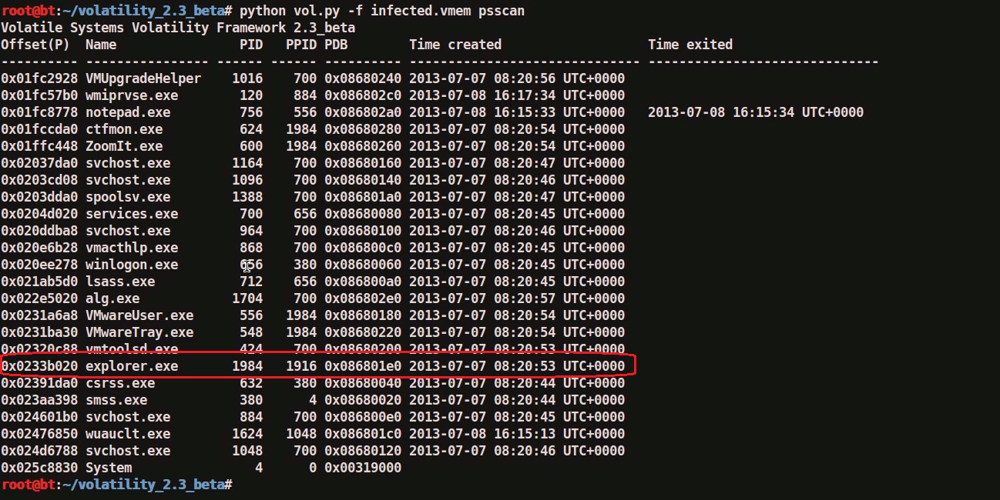 root@bt:~/volatility_2.3_beta# python vol.py -f infected.vmem psscan
Volatile Systems Volatility Framework 2.3_beta
Offset(P)  Name                PID   PPID PDB        Time created                   Time exited
---------- ---------------- ------ ------ ---------- ------------------------------ ------------------------------
0x01fc2928 VMUpgradeHelper    1016    700 0x08680240 2013-07-07 08:20:56 UTC+0000
0x01fc57b0 wmiprvse.exe        120    884 0x086802c0 2013-07-08 16:17:34 UTC+0000
0x01fc8778 notepad.exe         756    556 0x086802a0 2013-07-08 16:15:33 UTC+0000   2013-07-08 16:15:34 UTC+0000
0x01fccda0 ctfmon.exe          624   1984 0x08680280 2013-07-07 08:20:54 UTC+0000
0x01ffc448 ZoomIt.exe          600   1984 0x08680260 2013-07-07 08:20:54 UTC+0000
0x02037da0 svchost.exe        1164    700 0x08680160 2013-07-07 08:20:47 UTC+0000
0x0203cd08 svchost.exe        1096    700 0x08680140 2013-07-07 08:20:46 UTC+0000
0x0203dda0 spoolsv.exe        1388    700 0x086801a0 2013-07-07 08:20:47 UTC+0000
0x0204d020 services.exe        700    656 0x08680080 2013-07-07 08:20:45 UTC+0000
0x020ddba8 svchost.exe         964    700 0x08680100 2013-07-07 08:20:46 UTC+0000
0x020e6b28 vmacthlp.exe        868    700 0x086800c0 2013-07-07 08:20:45 UTC+0000
0x020ee278 winlogon.exe        656    380 0x08680060 2013-07-07 08:20:45 UTC+0000
0x021ab5d0 lsass.exe           712    656 0x086800a0 2013-07-07 08:20:45 UTC+0000
0x022e5020 alg.exe            1704    700 0x086802e0 2013-07-07 08:20:57 UTC+0000
0x0231a6a8 VMwareUser.exe      556   1984 0x08680180 2013-07-07 08:20:54 UTC+0000
0x0231ba30 VMwareTray.exe      548   1984 0x08680220 2013-07-07 08:20:54 UTC+0000
0x02320c88 vmtoolsd.exe        424    700 0x08680200 2013-07-07 08:20:53 UTC+0000
0x0233b020 explorer.exe       1984   1916 0x086801e0 2013-07-07 08:20:53 UTC+0000
0x02391da0 csrss.exe           632    380 0x08680040 2013-07-07 08:20:44 UTC+0000
0x023aa398 smss.exe            380      4 0x08680020 2013-07-07 08:20:44 UTC+0000
0x024601b0 svchost.exe         884    700 0x086800e0 2013-07-07 08:20:45 UTC+0000
0x02476850 wuauclt.exe        1624   1048 0x086801c0 2013-07-08 16:15:13 UTC+0000
0x024d6788 svchost.exe        1048    700 0x08680120 2013-07-07 08:20:46 UTC+0000
0x025c8830 System                4      0 0x00319000
root@bt:~/volatility_2.3_beta#